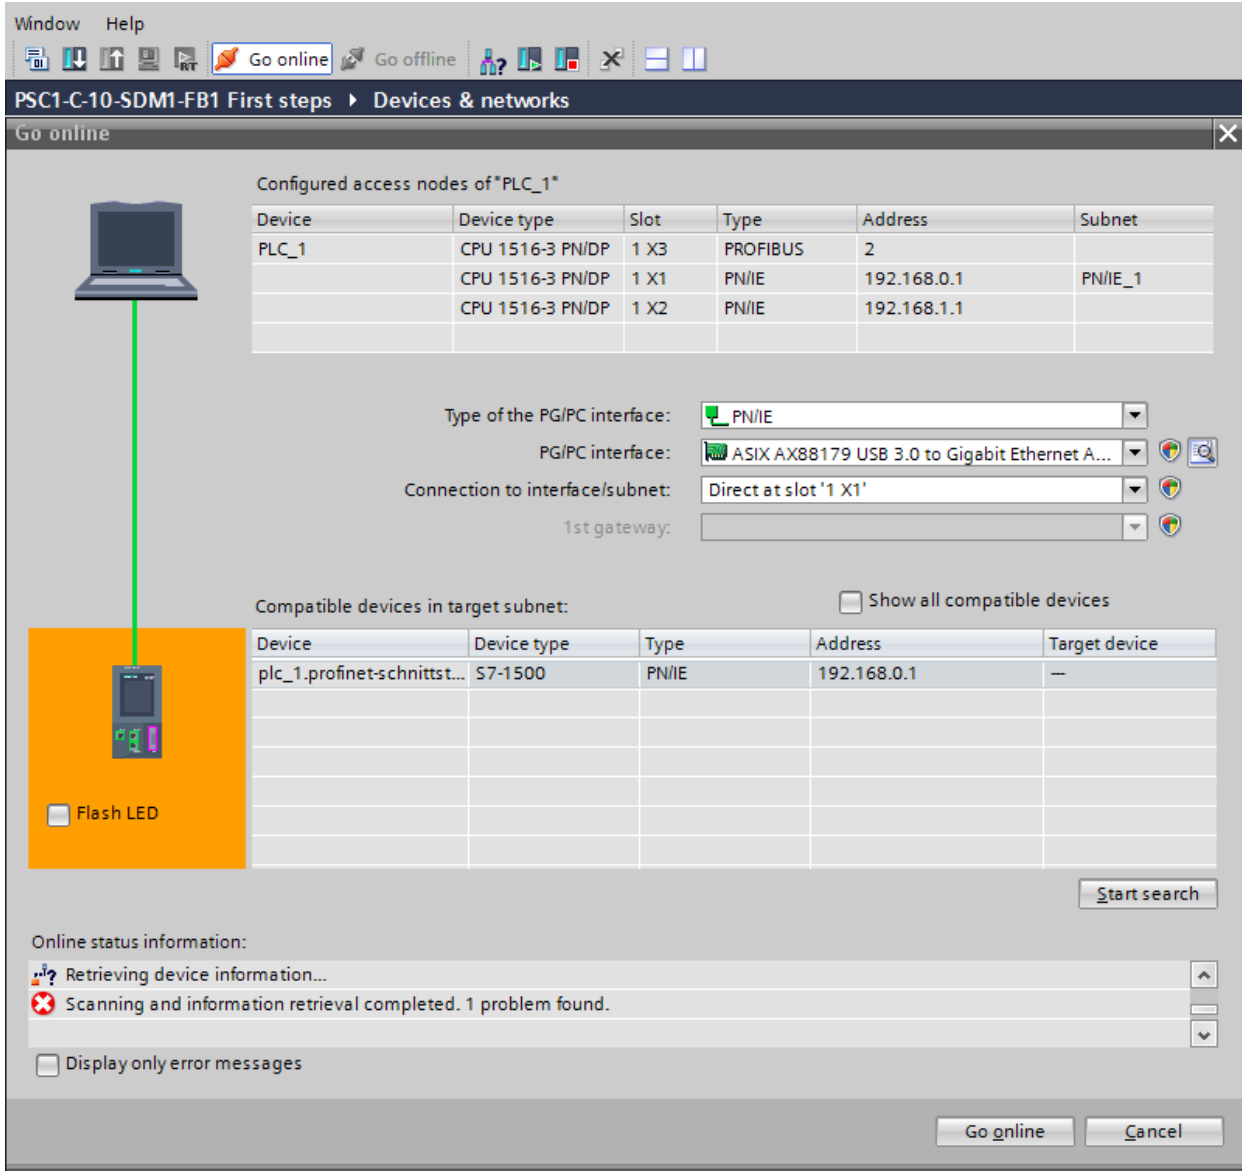 Window Help
RT Go online Go offline
PSC1-C-10-SDM1-FB1 First steps Devices & networks
Go online
Configured access nodes of "PLC_1"
Device Device type Slot Type Address Subnet
PLC_1 CPU 1516-3 PN/DP 1 X3 PROFIBUS 2
CPU 1516-3 PN/DP 1 X1 PN/IE 192.168.0.1 PN/IE_1
CPU 1516-3 PN/DP 1 X2 PN/IE 192.168.1.1
Type of the PG/PC interface: PN/IE
PG/PC interface: ASIX AX88179 USB 3.0 to Gigabit Ethernet A...
Connection to interface/subnet: Direct at slot '1 X1'
1st gateway:
Compatible devices in target subnet: Show all compatible devices
Device Device type Type Address Target device
plc_1.profinet-schnittst... S7-1500 PN/IE 192.168.0.1 —
Flash LED
Start search
Online status information:
Retrieving device information...
Scanning and information retrieval completed. 1 problem found.
Display only error messages
Go online Cancel